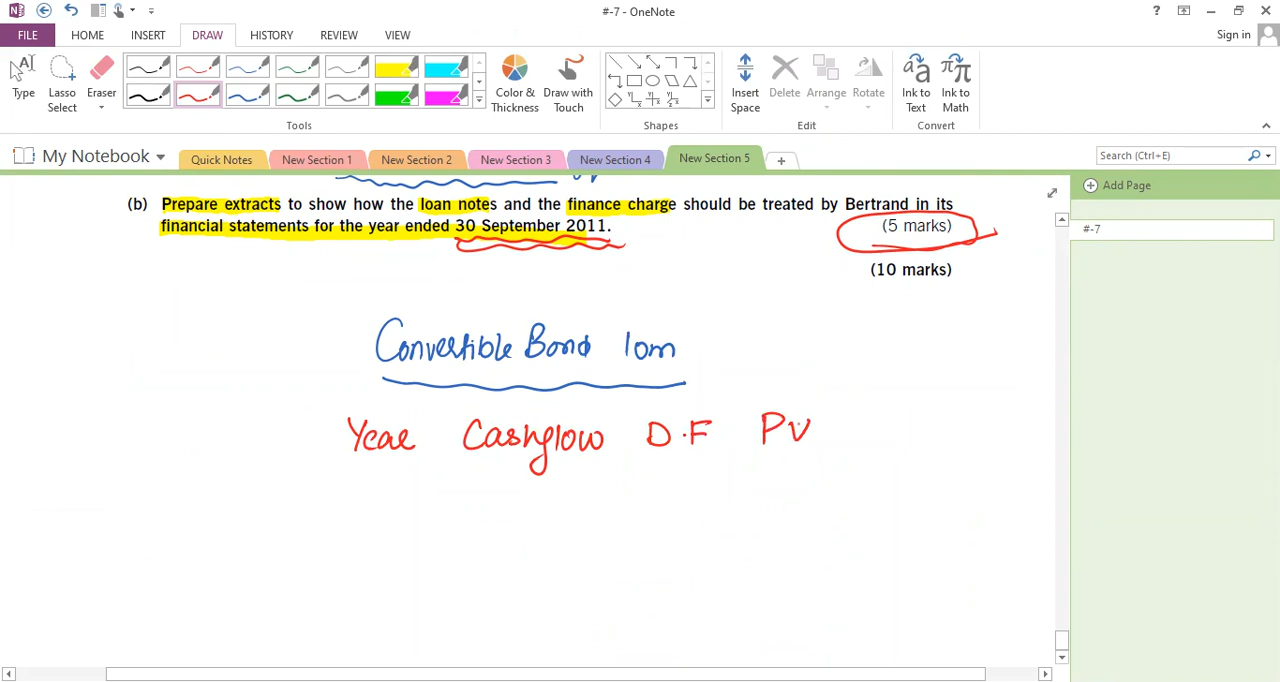 #-7 - OneNote
FILE HOME INSERT DRAW HISTORY REVIEW VIEW Sign in
Type Lasso Select Eraser Color & Thickness Draw with Touch Insert Space Delete Arrange Rotate Ink to Text Ink to Math
Tools Shapes Edit Convert
My Notebook Quick Notes New Section 1 New Section 2 New Section 3 New Section 4 New Section 5 Search (Ctrl+E)
Add Page
#-7
(b) Prepare extracts to show how the loan notes and the finance charge should be treated by Bertrand in its
financial statements for the year ended 30 September 2011. (5 marks)
(10 marks)
Convertible Bond 10m
Year Cashflow D.F PV